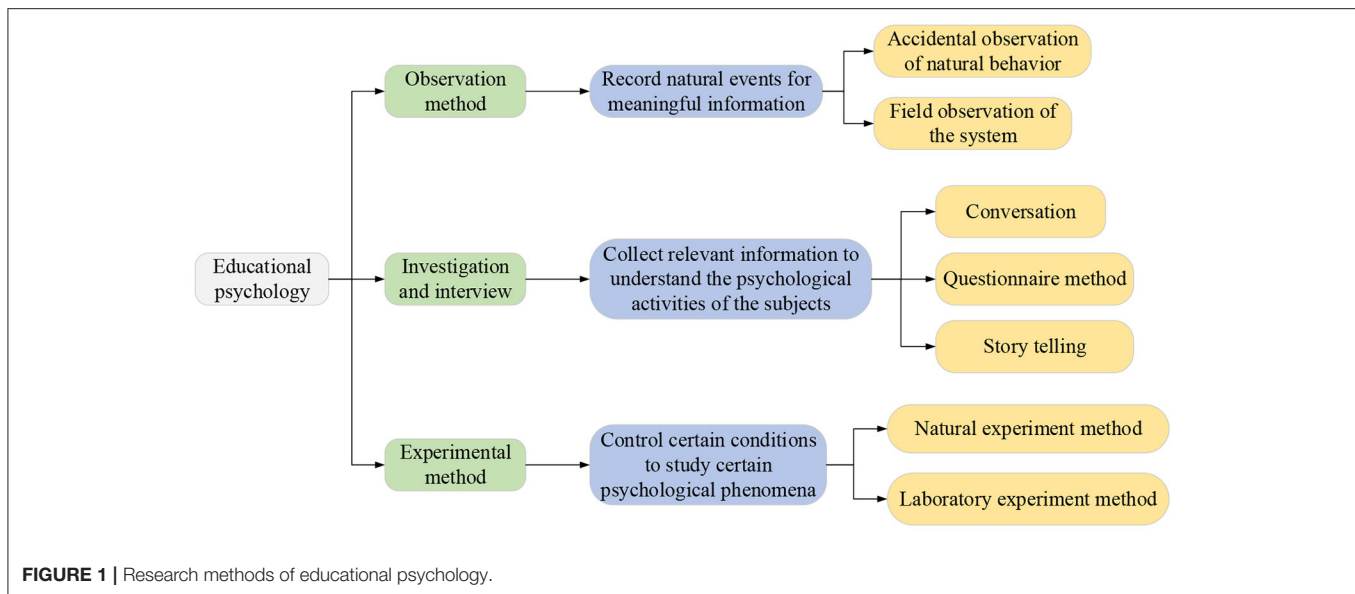 Educational
psychology
Observation
method
Record natural events for
meaningful information
Accidental observation
of natural behavior
Field observation of
the system
Investigation
and interview
Collect relevant information to
understand the psychological
activities of the subjects
Conversation
Questionnaire method
Story telling
Experimental
method
Control certain conditions
to study certain
psychological phenomena
Natural experiment method
Laboratory experiment method
FIGURE 1 | Research methods of educational psychology.